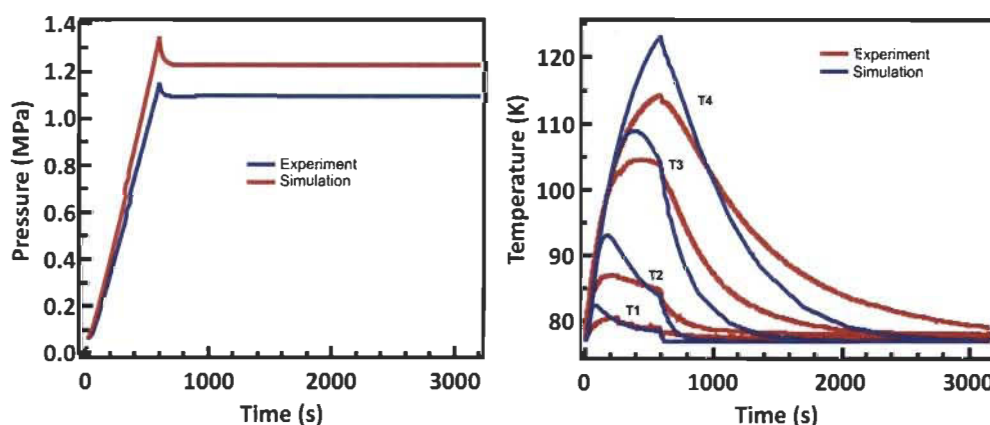 1.4
1.2
1.0
0.8
0.6
0.4
0.2
0.0
Pressure (MPa)
Experiment
Simulation
0
1000
2000
3000
Time (s)
120
110
100
90
80
Temperature (K)
Experiment
Simulation
T4
T3
T2
T1
0
1000
2000
3000
Time (s)